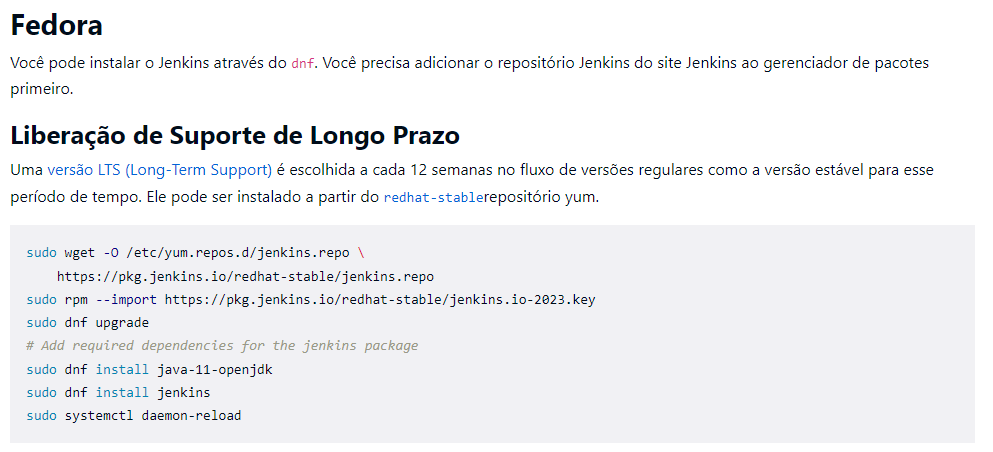 Fedora
Você pode instalar o Jenkins através do dnf. Você precisa adicionar o repositório Jenkins do site Jenkins ao gerenciador de pacotes
primeiro.
Liberação de Suporte de Longo Prazo
Uma versão LTS (Long-Term Support) é escolhida a cada 12 semanas no fluxo de versões regulares como a versão estável para esse
período de tempo. Ele pode ser instalado a partir do redhat-stablerepositório yum.
sudo wget -O /etc/yum.repos.d/jenkins.repo \
    https://pkg.jenkins.io/redhat-stable/jenkins.repo
sudo rpm --import https://pkg.jenkins.io/redhat-stable/jenkins.io-2023.key
sudo dnf upgrade
# Add required dependencies for the jenkins package
sudo dnf install java-11-openjdk
sudo dnf install jenkins
sudo systemctl daemon-reload